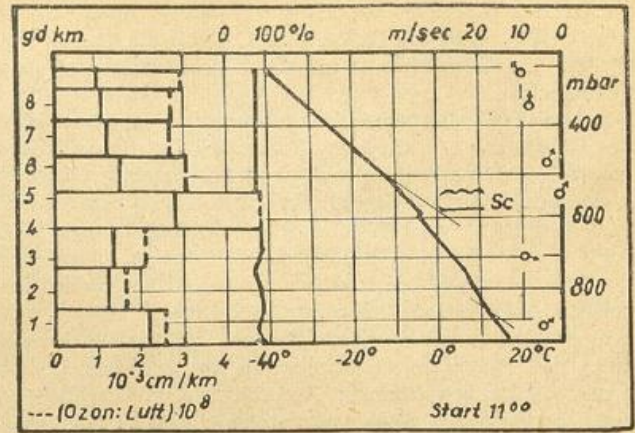 gd km 0 100% m/sec 20 10 0
mbar
8
400
7
6
5
Sc
600
4
3
2
800
1
0 1 2 3 4 -40° -20° 0° 20°C
10⁻³cm/km
---(Ozon: Luft)·10⁸ Start 11⁰⁰